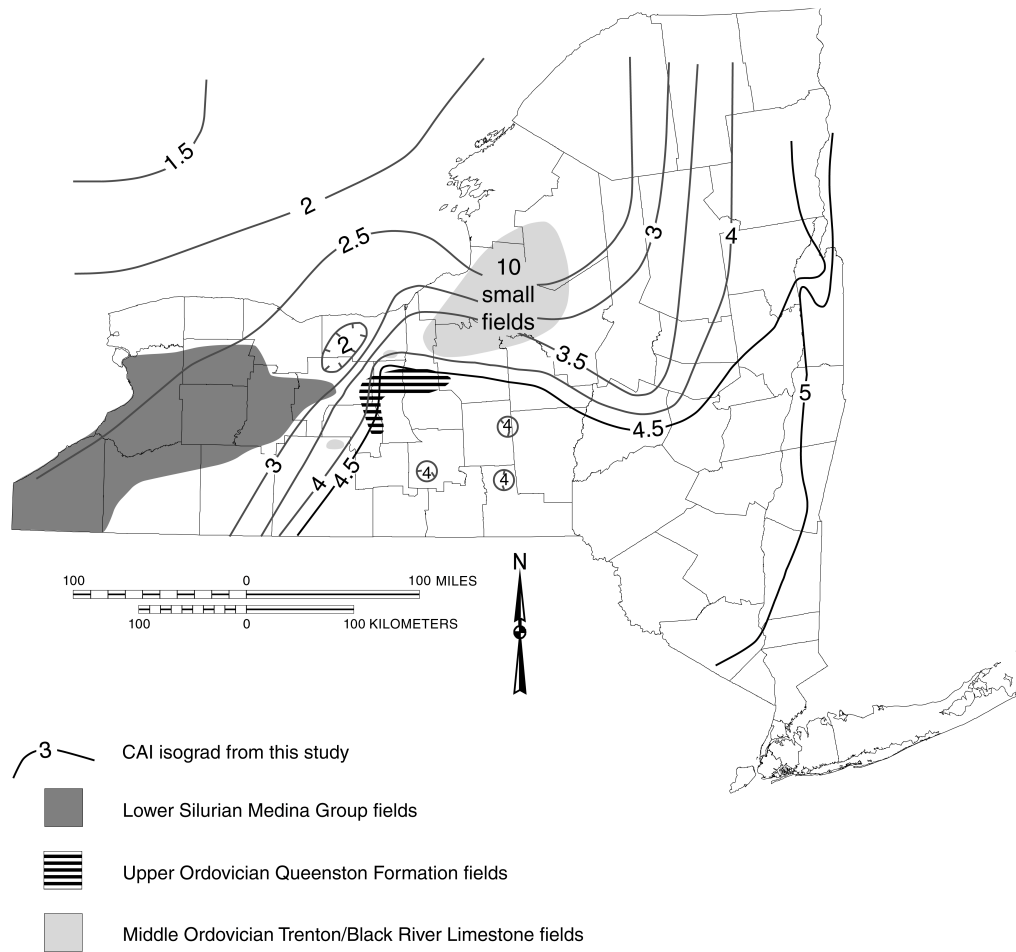 1.5
2
2.5
3
4
10
small
fields
2
3.5
5
4.5
4
3
4
4.5
4
4
N
100 0 100 MILES
100 0 100 KILOMETERS
3 CAI isograd from this study
Lower Silurian Medina Group fields
Upper Ordovician Queenston Formation fields
Middle Ordovician Trenton/Black River Limestone fields